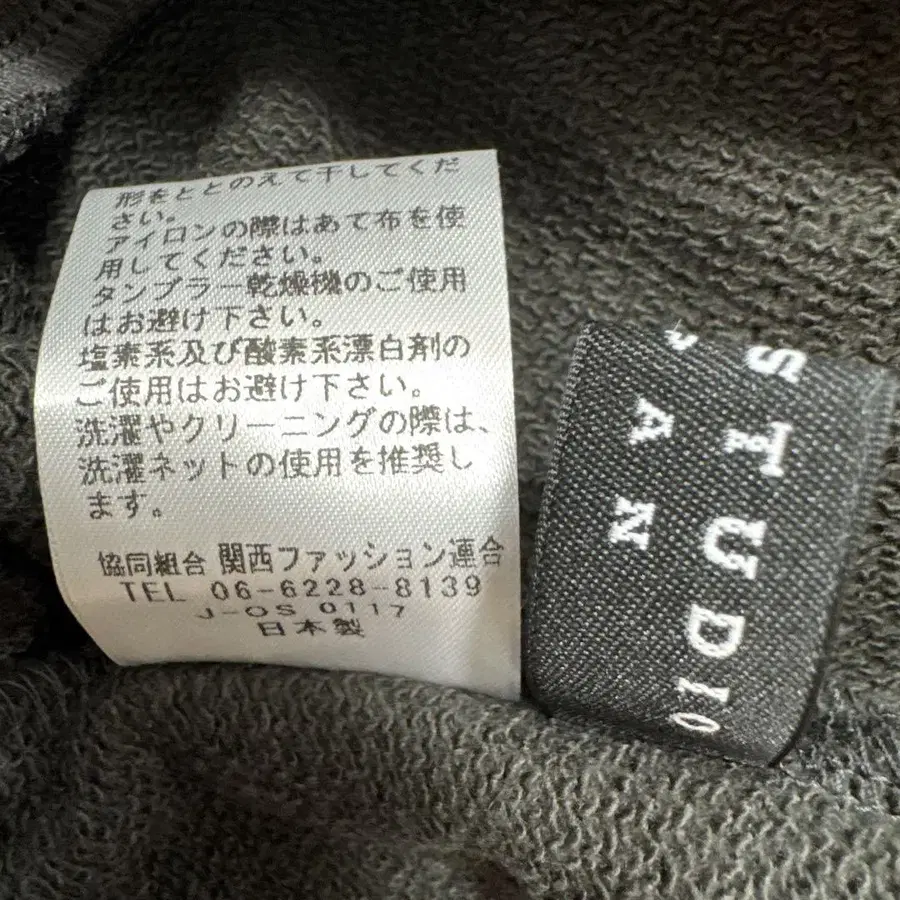 形をととのえて干してくだ
さい。
アイロンの際はあて布を使
用してください。
タンブラー乾燥機のご使用
はお避け下さい。
塩素系及び酸素系漂白剤の
ご使用はお避け下さい。
洗濯やクリーニングの際は、
洗濯ネットの使用を推奨し
ます。
協同組合 関西ファッション連合
TEL 06-6228-8139
J-OS 0117
日本製
STUDIO